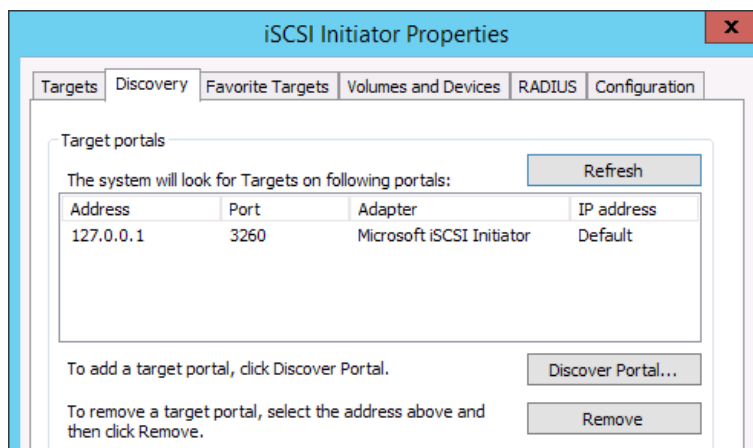 iSCSI Initiator Properties
x
Targets Discovery Favorite Targets Volumes and Devices RADIUS Configuration
Target portals
Refresh
The system will look for Targets on following portals:
Address Port Adapter IP address
127.0.0.1 3260 Microsoft iSCSI Initiator Default
To add a target portal, click Discover Portal.
Discover Portal...
To remove a target portal, select the address above and
then click Remove.
Remove